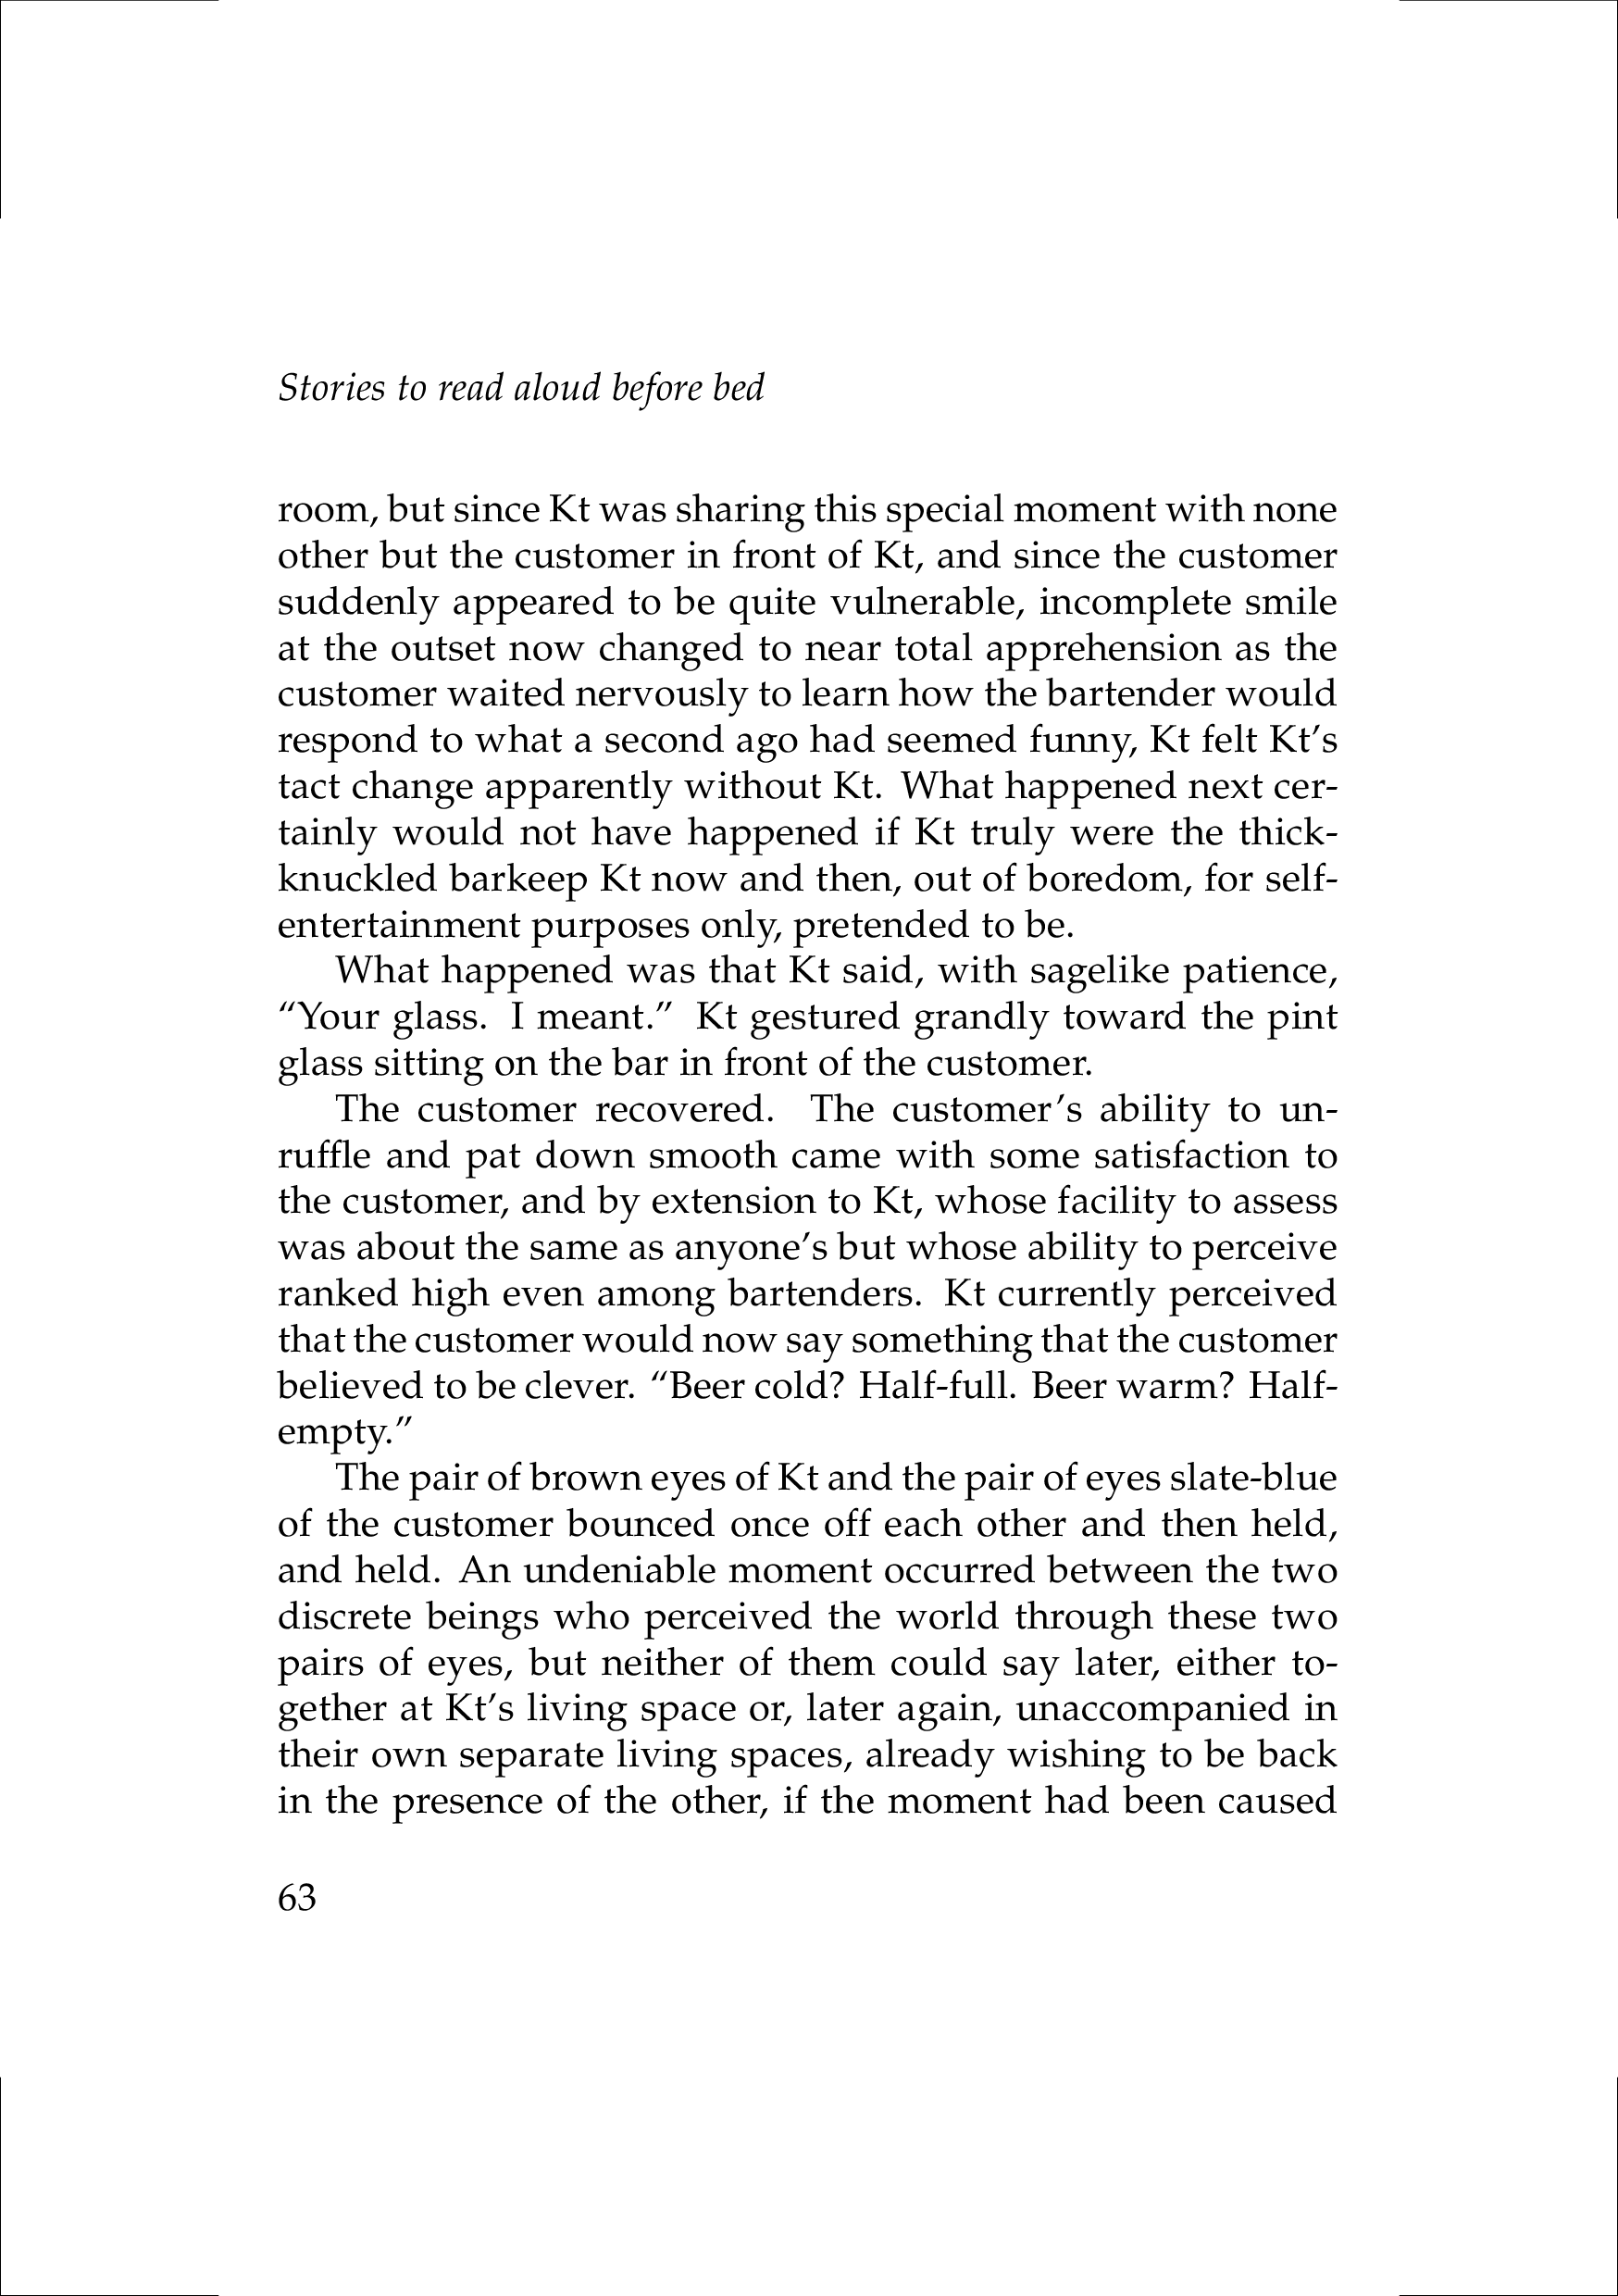 Stories to read aloud before bed
room, but since Kt was sharing this special moment with none
other but the customer in front of Kt, and since the customer
suddenly appeared to be quite vulnerable, incomplete smile
at the outset now changed to near total apprehension as the
customer waited nervously to learn how the bartender would
respond to what a second ago had seemed funny, Kt felt Kt’s
tact change apparently without Kt. What happened next cer-
tainly would not have happened if Kt truly were the thick-
knuckled barkeep Kt now and then, out of boredom, for self-
entertainment purposes only, pretended to be.
What happened was that Kt said, with sagelike patience,
“Your glass. I meant.” Kt gestured grandly toward the pint
glass sitting on the bar in front of the customer.
The customer recovered. The customer’s ability to un-
ruffle and pat down smooth came with some satisfaction to
the customer, and by extension to Kt, whose facility to assess
was about the same as anyone’s but whose ability to perceive
ranked high even among bartenders. Kt currently perceived
that the customer would now say something that the customer
believed to be clever. “Beer cold? Half-full. Beer warm? Half-
empty.”
The pair of brown eyes of Kt and the pair of eyes slate-blue
of the customer bounced once off each other and then held,
and held. An undeniable moment occurred between the two
discrete beings who perceived the world through these two
pairs of eyes, but neither of them could say later, either to-
gether at Kt’s living space or, later again, unaccompanied in
their own separate living spaces, already wishing to be back
in the presence of the other, if the moment had been caused
63